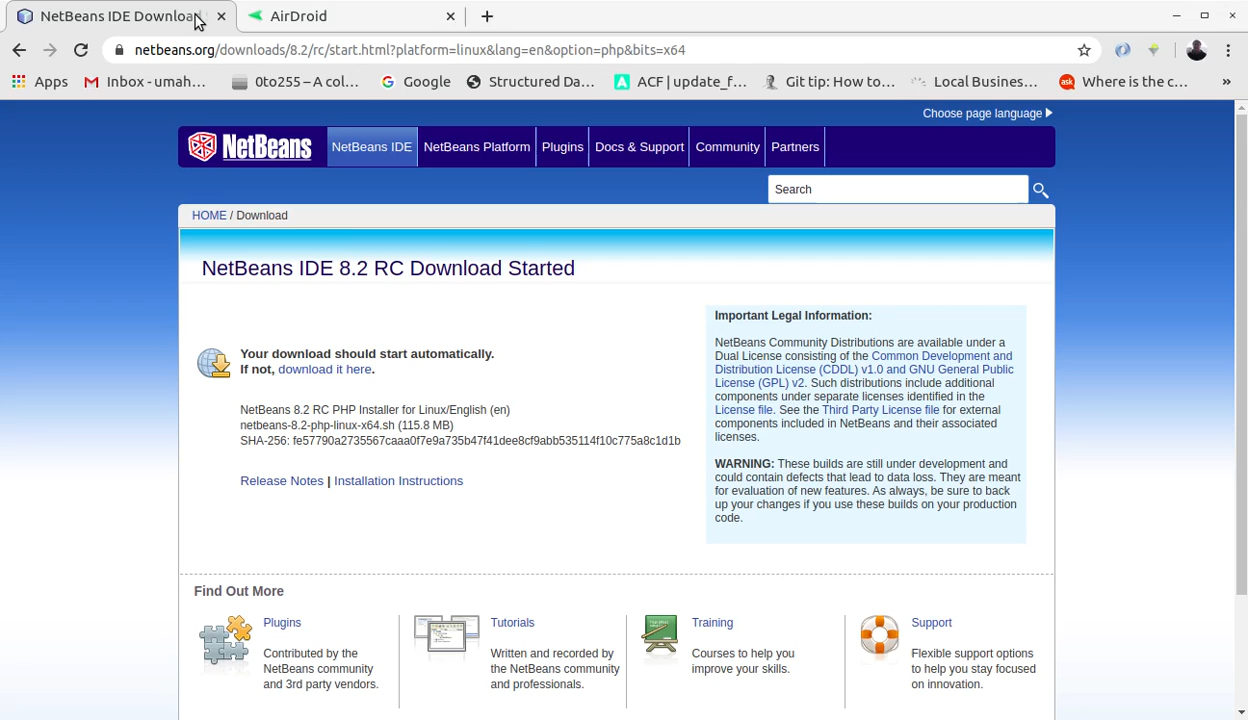 NetBeans IDE Download
AirDroid
netbeans.org/downloads/8.2/rc/start.html?platform=linux&lang=en&option=php&bits=x64
Apps
Inbox - umah...
0to255 – A col...
Google
Structured Da...
ACF | update_f...
Git tip: How to...
Local Busines...
ask
Where is the c...
»
Choose page language
NetBeans
NetBeans IDE
NetBeans Platform
Plugins
Docs & Support
Community
Partners
Search
HOME / Download
NetBeans IDE 8.2 RC Download Started
Your download should start automatically.
If not, download it here.
NetBeans 8.2 RC PHP Installer for Linux/English (en)
netbeans-8.2-php-linux-x64.sh (115.8 MB)
SHA-256: fe57790a2735567caaa0f7e9a735b47f41dee8cf9abb535114f10c775a8c1d1b
Release Notes | Installation Instructions
Important Legal Information:
NetBeans Community Distributions are available under a
Dual License consisting of the Common Development and
Distribution License (CDDL) v1.0 and GNU General Public
License (GPL) v2. Such distributions include additional
components under separate licenses identified in the
License file. See the Third Party License file for external
components included in NetBeans and their associated
licenses.
WARNING: These builds are still under development and
could contain defects that lead to data loss. They are meant
for evaluation of new features. As always, be sure to back
up your changes if you use these builds on your production
code.
Find Out More
Plugins
Contributed by the
NetBeans community
and 3rd party vendors.
Tutorials
Written and recorded by
the NetBeans community
and professionals.
Training
Courses to help you
improve your skills.
Support
Flexible support options
to help you stay focused
on innovation.